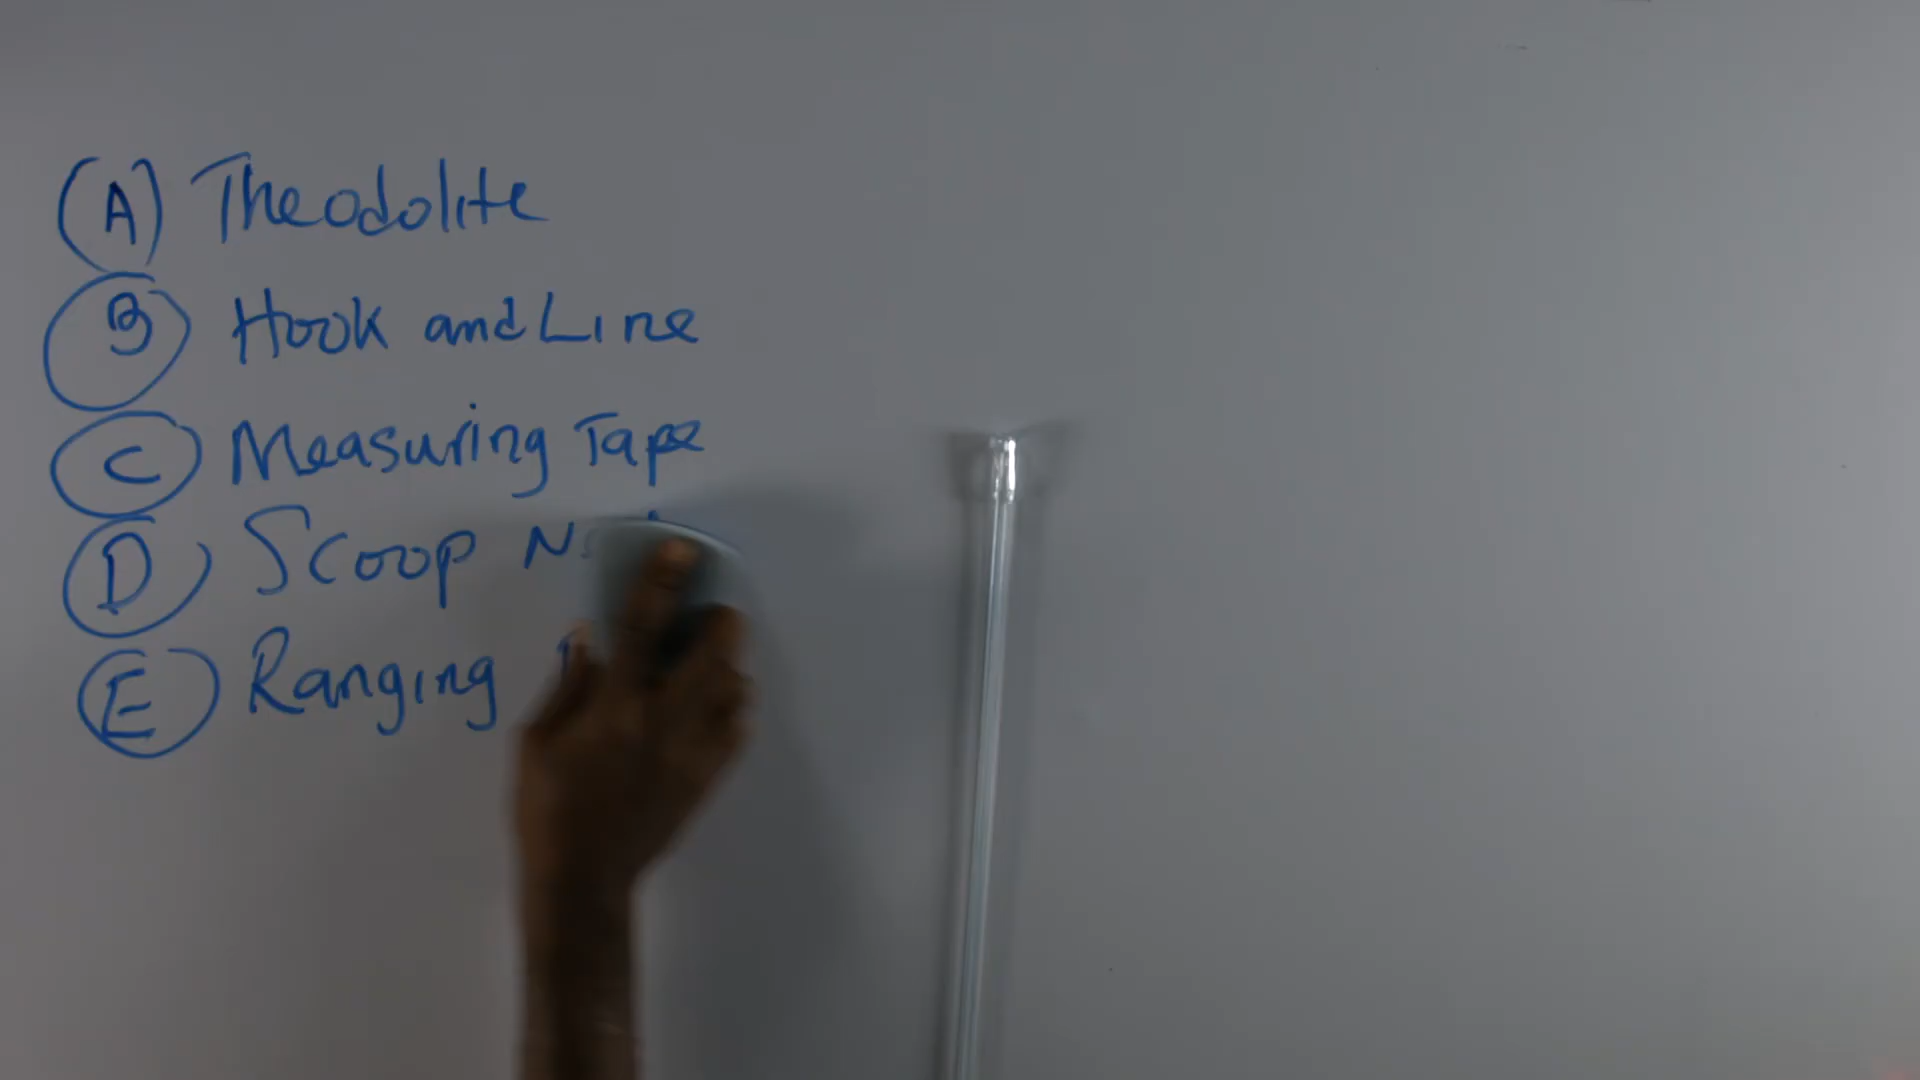 (A) Theodolite
(B) Hook and Line
(C) Measuring Tape
(D) Scoop
(E) Ranging